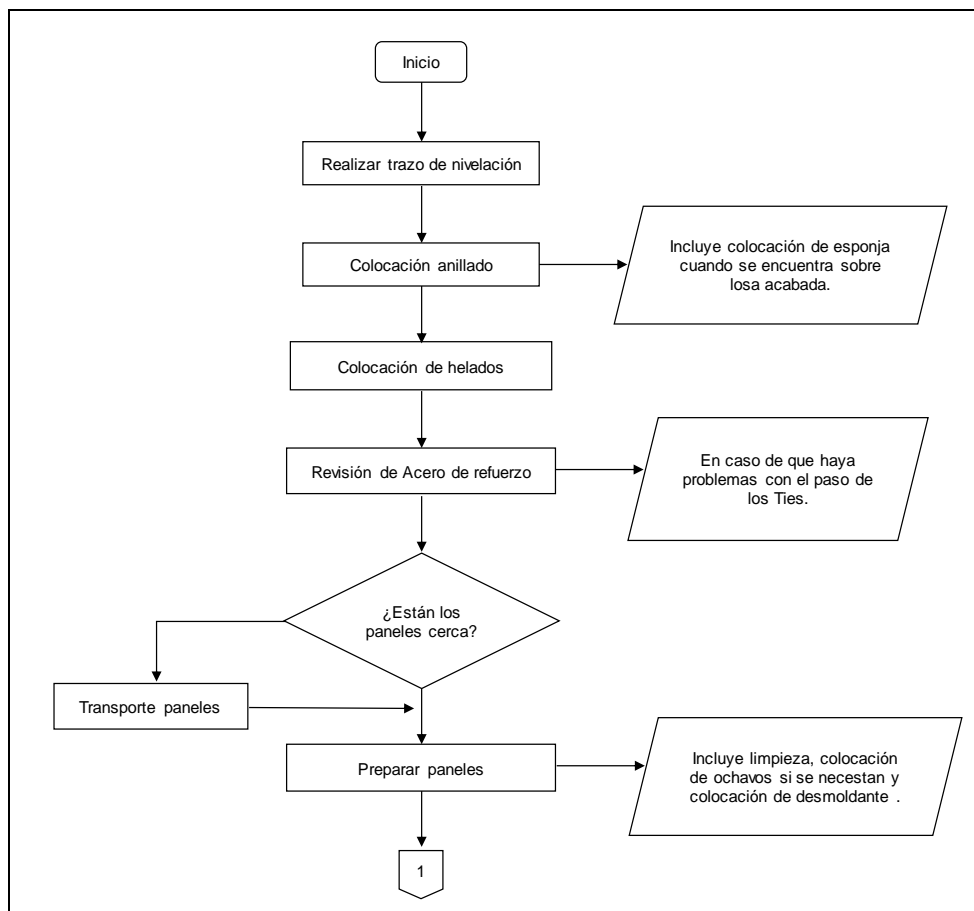 Inicio
Realizar trazo de nivelación
Colocación anillado
Incluye colocación de esponja
cuando se encuentra sobre
losa acabada.
Colocación de helados
Revisión de Acero de refuerzo
En caso de que haya
problemas con el paso de
los Ties.
¿Están los
paneles cerca?
Transporte paneles
Preparar paneles
Incluye limpieza, colocación
de ochavos si se necestan y
colocación de desmoldante .
1